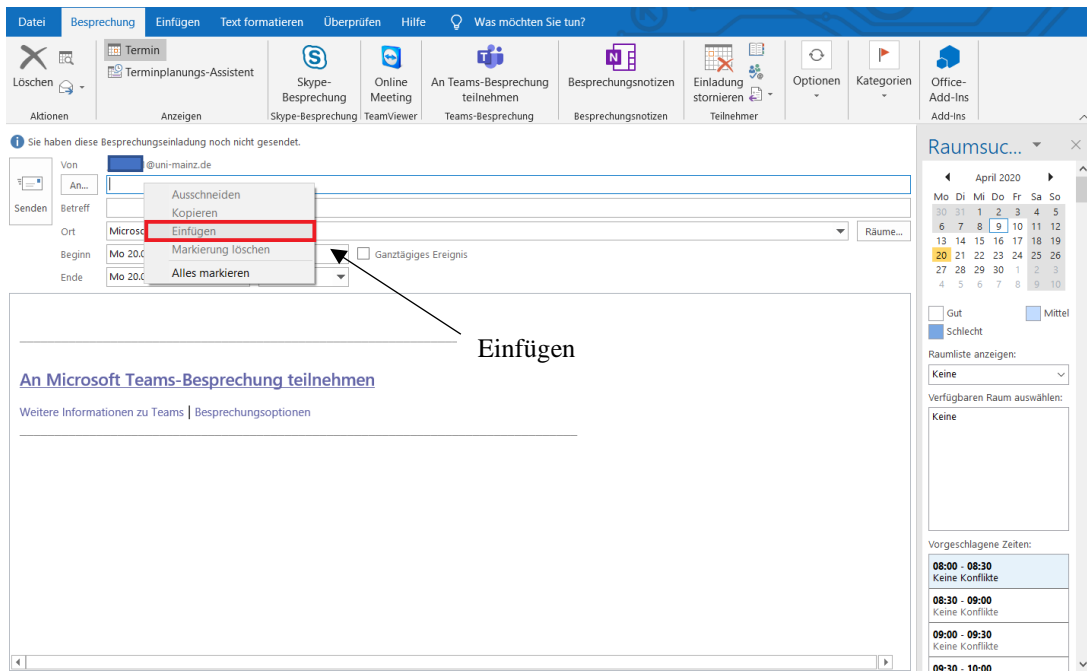 Datei Besprechung Einfügen Text formatieren Überprüfen Hilfe Was möchten Sie tun?
Löschen
Aktionen
Termin
Terminplanungs-Assistent
Anzeigen
Skype-
Besprechung
Skype-Besprechung
Online
Meeting
TeamViewer
An Teams-Besprechung
teilnehmen
Teams-Besprechung
Besprechungsnotizen
Besprechungsnotizen
Einladung
stornieren
Teilnehmer
Optionen
Kategorien
Office-
Add-Ins
Add-Ins
Sie haben diese Besprechungseinladung noch nicht gesendet.
Senden
Von @uni-mainz.de
An...
Betreff
Ort Microso
Räume...
Beginn Mo 20.0
Ganztägiges Ereignis
Ende Mo 20.0
Ausschneiden
Kopieren
Einfügen
Markierung löschen
Alles markieren
Einfügen
An Microsoft Teams-Besprechung teilnehmen
Weitere Informationen zu Teams | Besprechungsoptionen
Raumsuc...
April 2020
Mo Di Mi Do Fr Sa So
30 31 1 2 3 4 5
6 7 8 9 10 11 12
13 14 15 16 17 18 19
20 21 22 23 24 25 26
27 28 29 30 1 2 3
4 5 6 7 8 9 10
Gut Mittel
Schlecht
Raumliste anzeigen:
Keine
Verfügbaren Raum auswählen:
Keine
Vorgeschlagene Zeiten:
08:00 - 08:30
Keine Konflikte
08:30 - 09:00
Keine Konflikte
09:00 - 09:30
Keine Konflikte
09:30 - 10:00